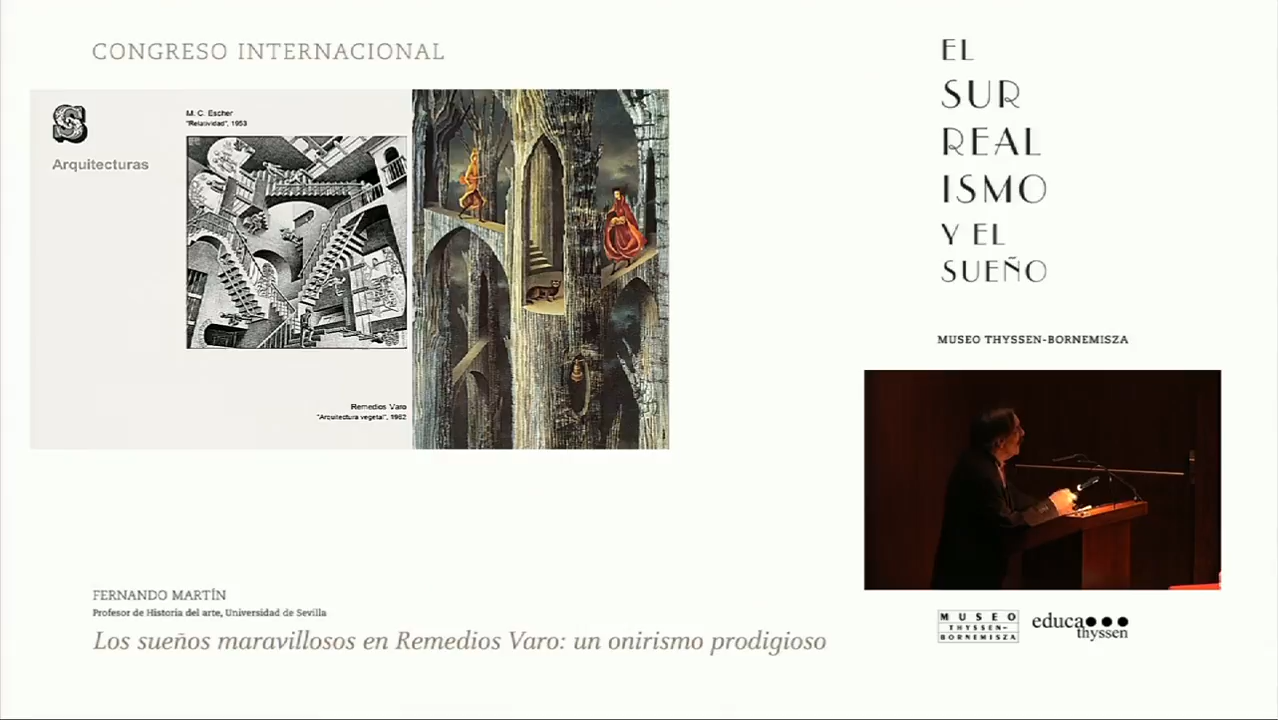 CONGRESO INTERNACIONAL
S
Arquitecturas
M. C. Escher
"Relatividad", 1953
Remedios Varo
"Arquitectura vegetal", 1962
EL
SUR
REAL
ISMO
Y EL
SUEÑO
MUSEO THYSSEN-BORNEMISZA
FERNANDO MARTÍN
Profesor de Historia del arte, Universidad de Sevilla
Los sueños maravillosos en Remedios Varo: un onirismo prodigioso
MUSEO
THYSSEN-
BORNEMISZA
educa
thyssen